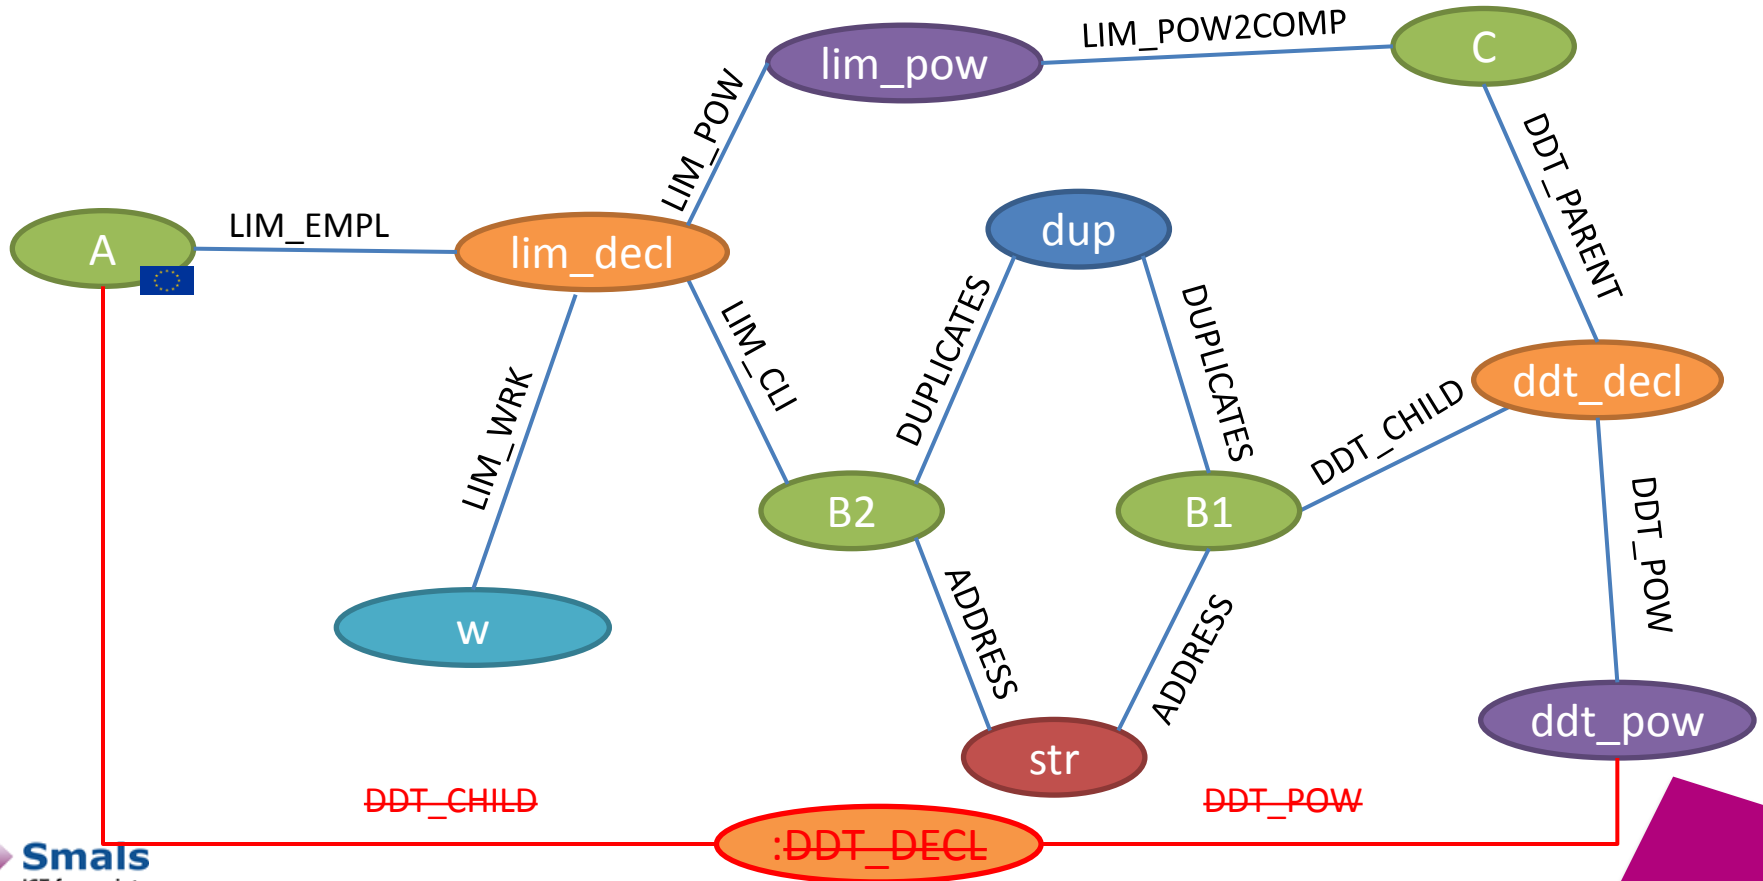 LIM_POW2COMP
C
lim_pow
LIM_POW
DDT_PARENT
A
LIM_EMPL
lim_decl
dup
LIM_CLI
DUPLICATES
DUPLICATES
ddt_decl
LIM_WRK
DDT_CHILD
B2
B1
DDT_POW
w
ADDRESS
ADDRESS
ddt_pow
str
DDT_CHILD
DDT_POW
:DDT_DECL
Smals